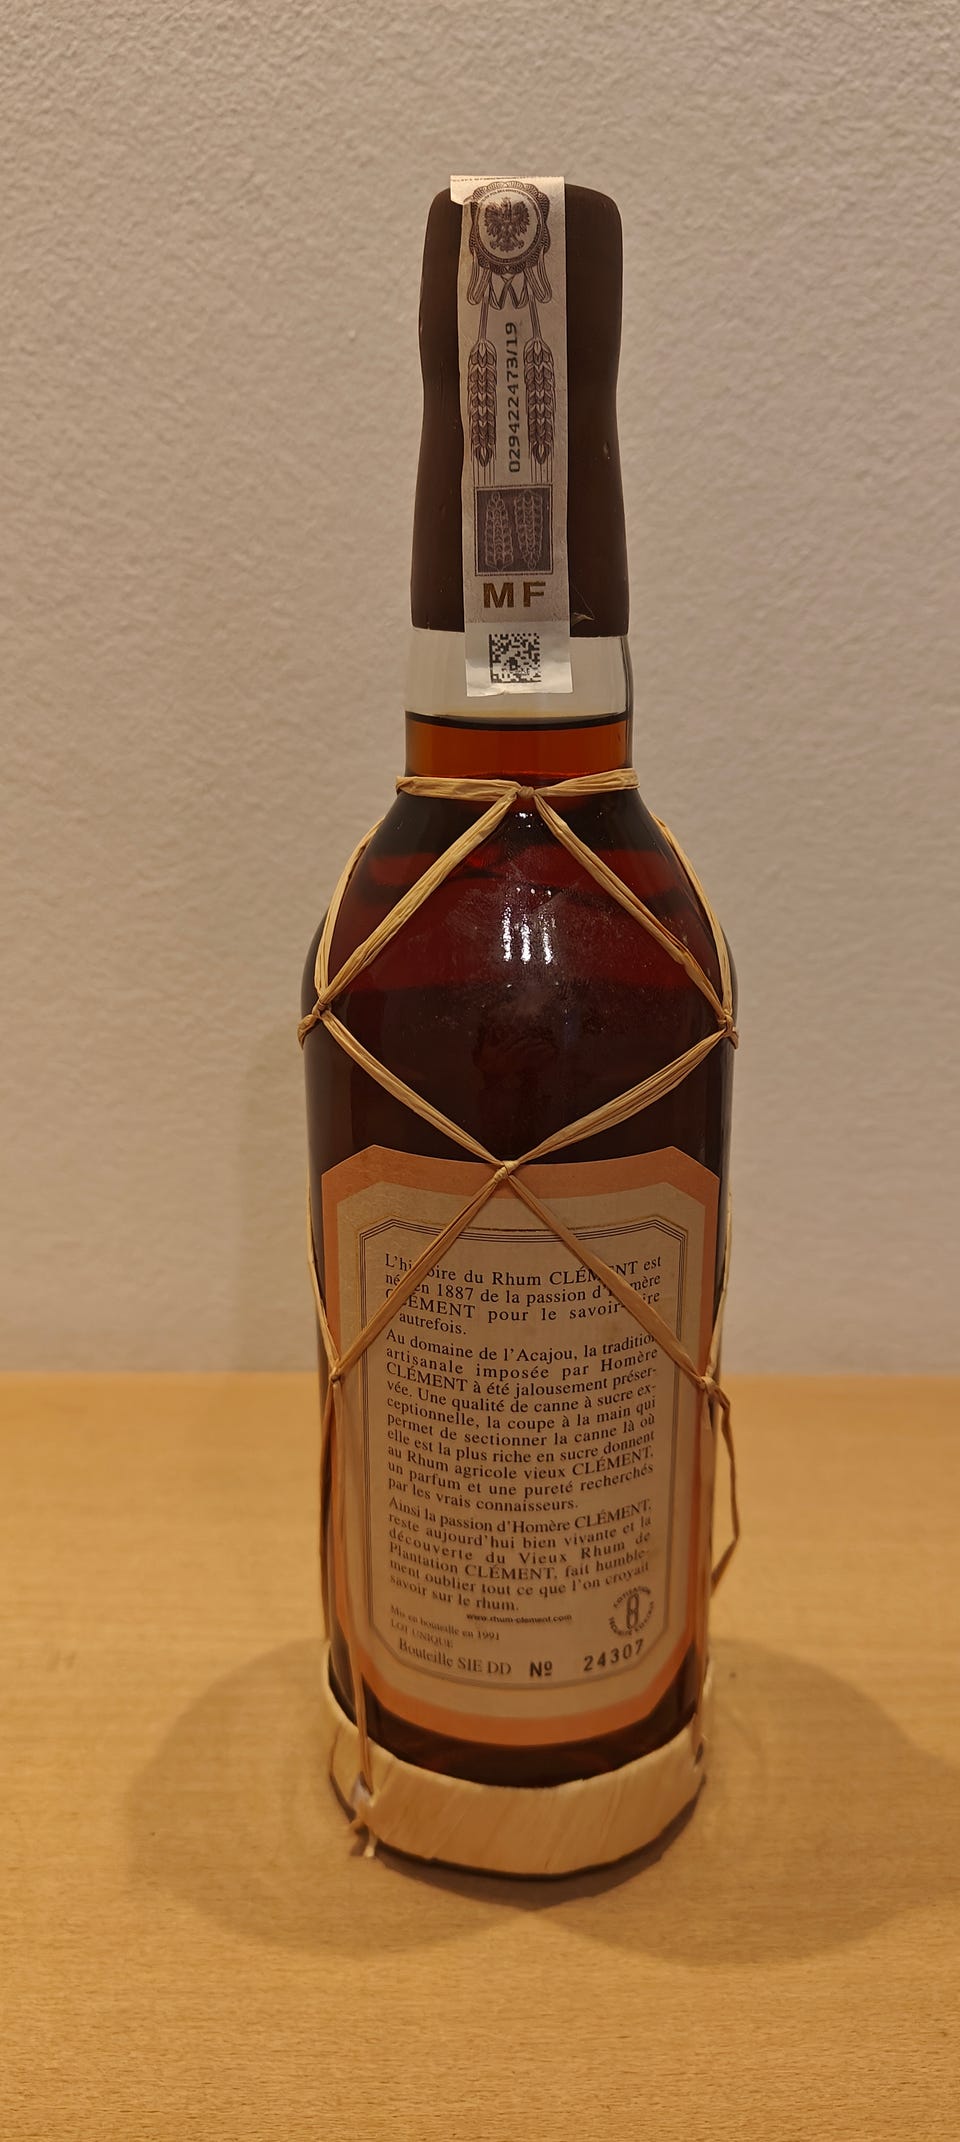 029422473/19
MF
L'histoire du Rhum CLÉMENT est
né en 1887 de la passion d'Homère
CLÉMENT pour le savoir-faire
d'autrefois.
Au domaine de l'Acajou, la tradition
artisanale imposée par Homère
CLÉMENT à été jalousement préser-
vée. Une qualité de canne à sucre ex-
ceptionnelle, la coupe à la main qui
permet de sectionner la canne là où
elle est la plus riche en sucre donnent
au Rhum agricole vieux CLÉMENT,
un parfum et une pureté recherchés
par les vrais connaisseurs.
Ainsi la passion d'Homère CLÉMENT,
reste aujourd'hui bien vivante et la
découverte du Vieux Rhum de
Plantation CLÉMENT, fait humble-
ment oublier tout ce que l'on croyait
savoir sur le rhum.
www.rhum-clement.com
Mis en bouteille en 1991
LOT UNIQUE
Bouteille SIE DD Nº 24307